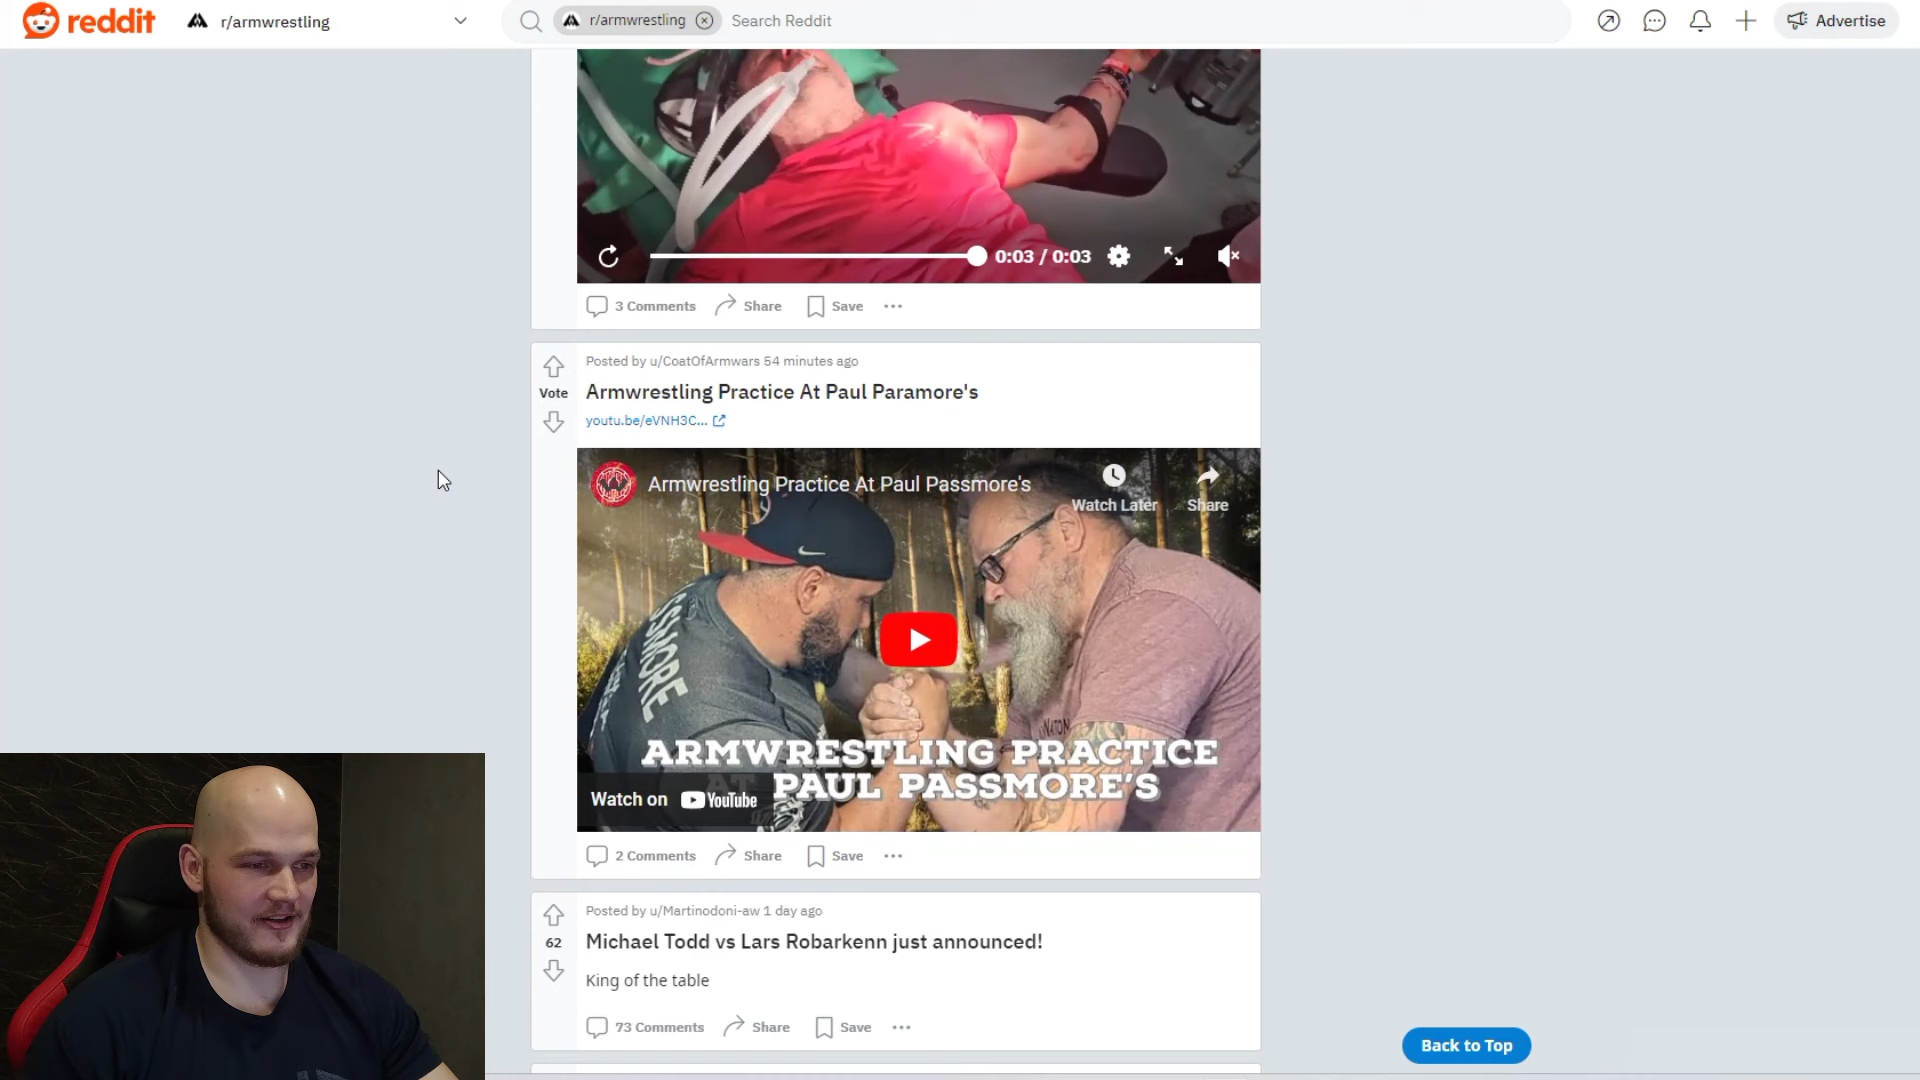 reddit
r/armwrestling
r/armwrestling
Search Reddit
Advertise
0:03 / 0:03
3 Comments
Share
Save
Posted by u/CoatOfArmwars 54 minutes ago
Vote
Armwrestling Practice At Paul Paramore's
youtu.be/eVNH3C...
Armwrestling Practice At Paul Passmore's
Watch Later
Share
SSMORE
NATION
ARMWRESTLING PRACTICE
AT PAUL PASSMORE'S
Watch on YouTube
2 Comments
Share
Save
Posted by u/Martinodoni-aw 1 day ago
62
Michael Todd vs Lars Robarkenn just announced!
King of the table
73 Comments
Share
Save
Back to Top